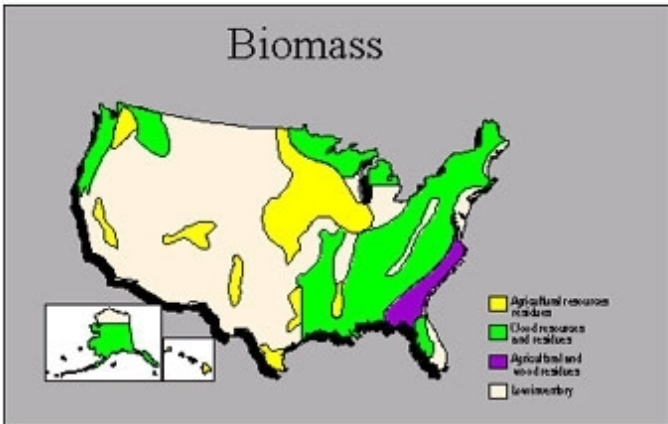 Biomass
Agricultural resources
residues
Wood resources
and residues
Agricultural and
wood residues
Low inventory